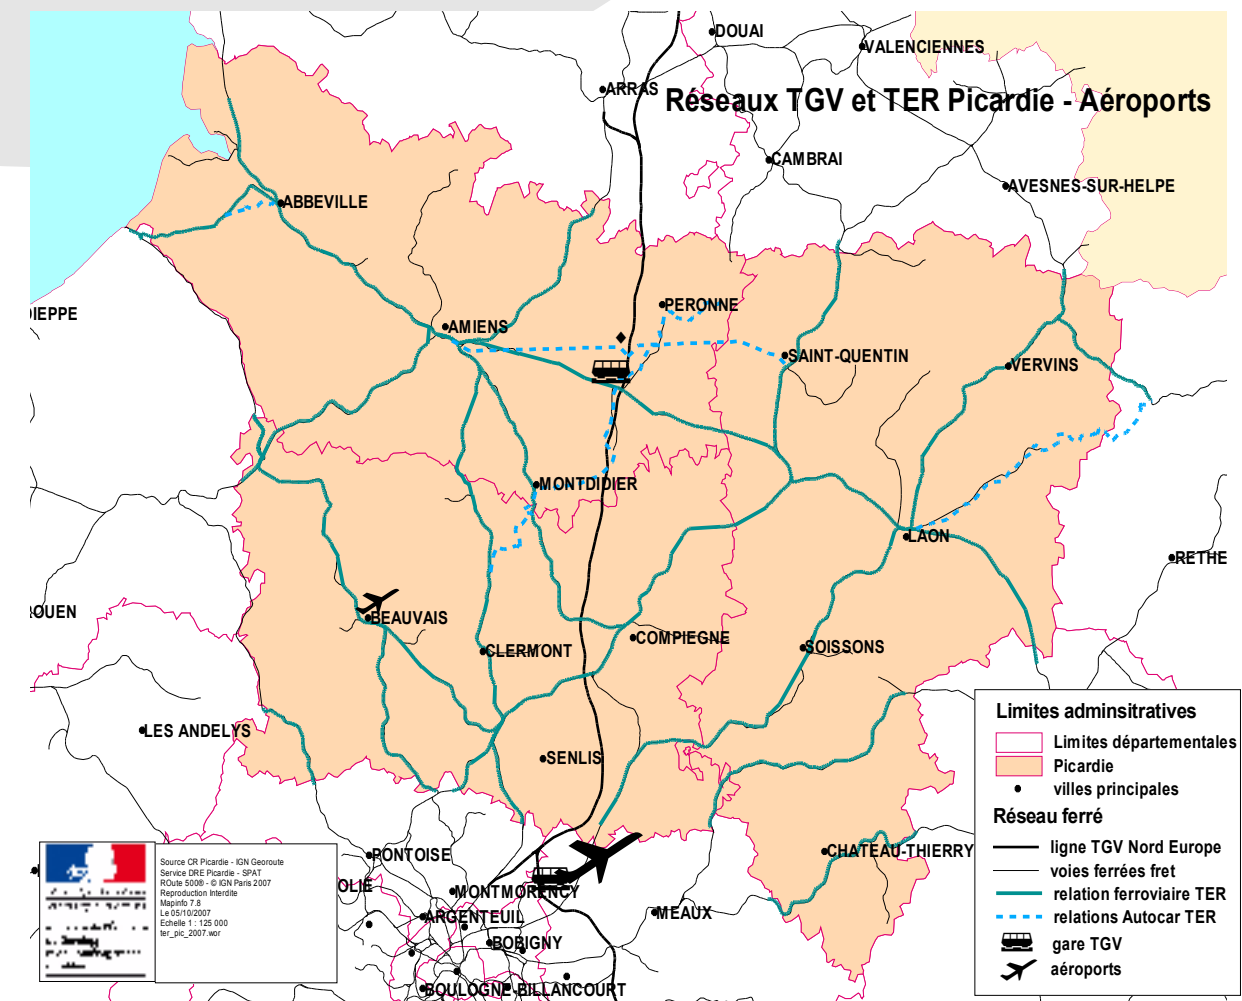 DOUAI
VALENCIENNES
ARRAS
Réseaux TGV et TER Picardie - Aéroports
CAMBRAI
AVESNES-SUR-HELPE
ABBEVILLE
IEPPE
AMIENS
PERONNE
SAINT-QUENTIN
VERVINS
MONTDIDIER
LAON
RETHE
OUEN
BEAUVAIS
COMPIEGNE
CLERMONT
SOISSONS
LES ANDELYS
SENLIS
Limites adminsitratives
Limites départementales
Picardie
villes principales
Réseau ferré
ligne TGV Nord Europe
voies ferrées fret
relation ferroviaire TER
relations Autocar TER
gare TGV
aéroports
CHATEAU-THIERRY
PONTOISE
OLIE
MONTMORENCY
ARGENTEUIL
MEAUX
BOBIGNY
BOULOGNE-BILLANCOURT
Source CR Picardie - IGN Georoute
Service DRE Picardie - SPAT
ROute 500® - © IGN Paris 2007
Reproduction Interdite
Mapinfo 7.8
Le 05/10/2007
Echelle 1 : 125 000
ter_pic_2007.wor